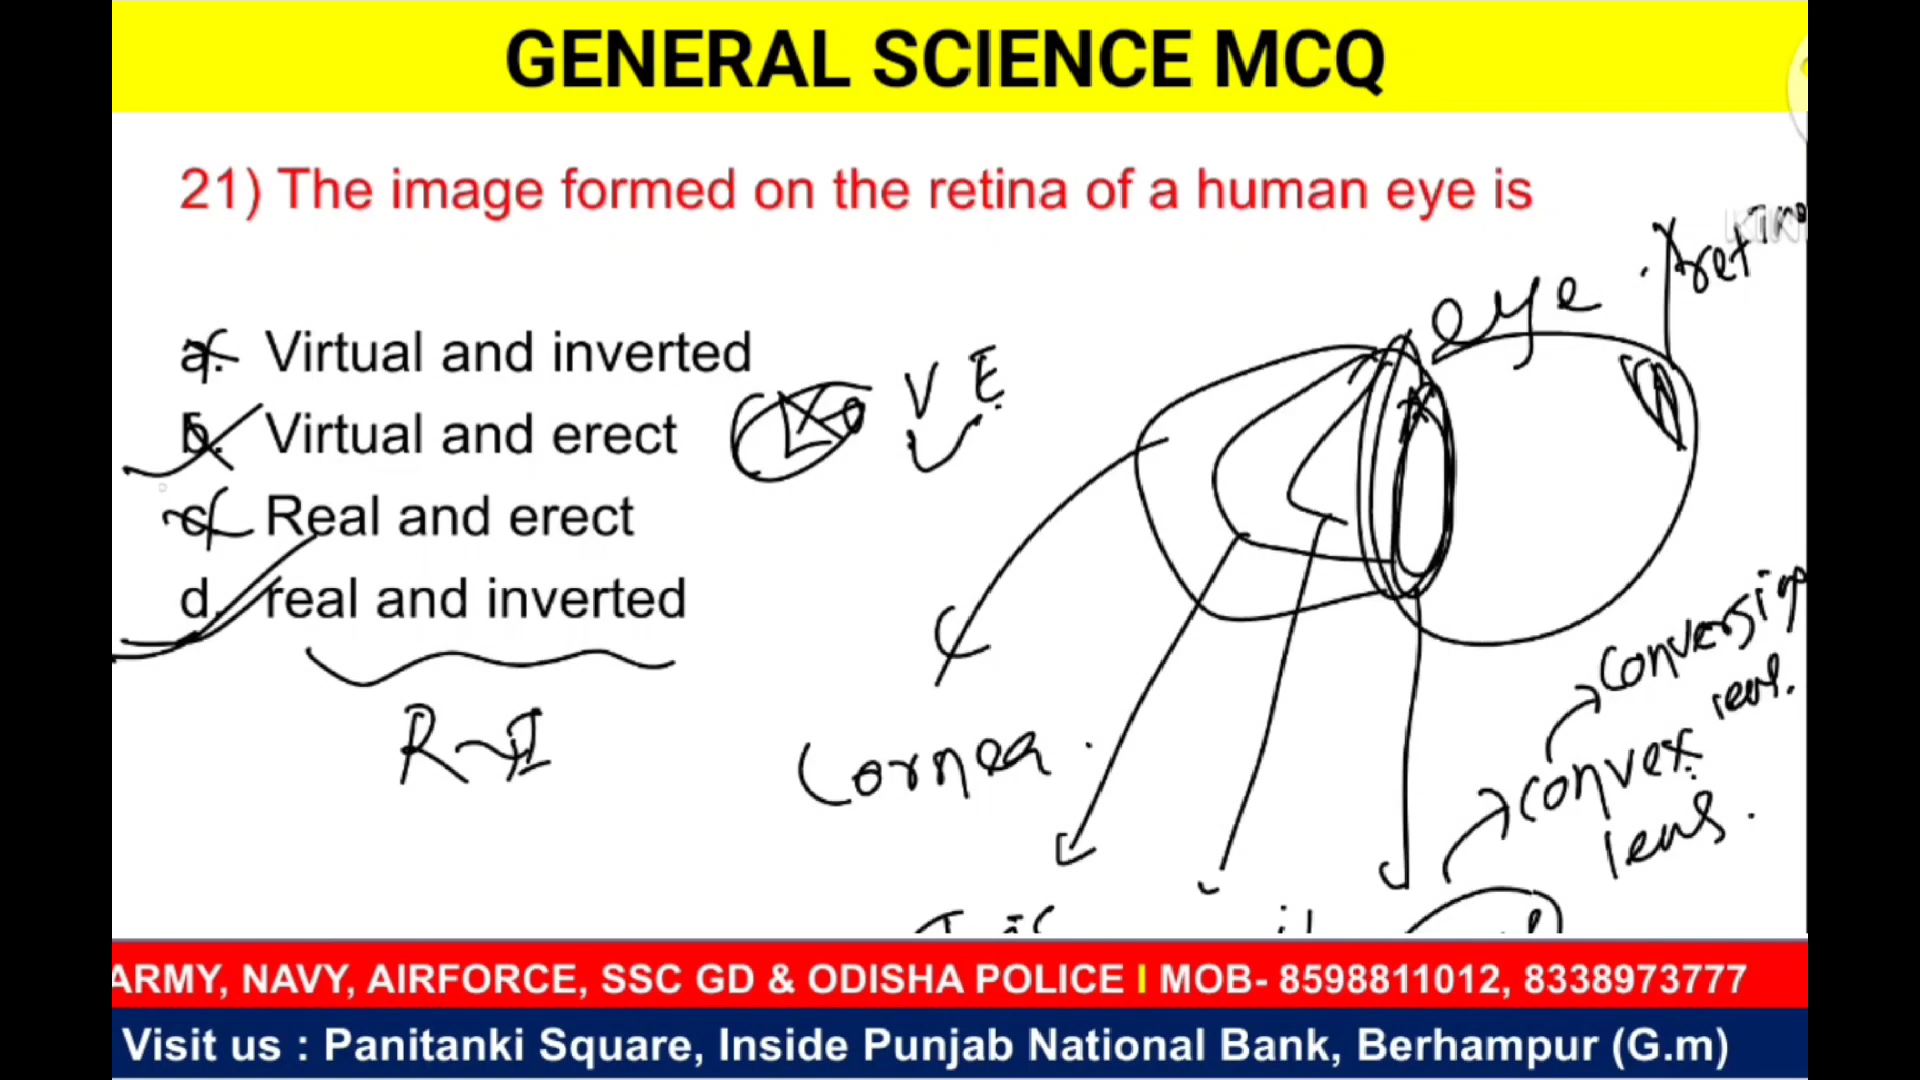 GENERAL SCIENCE MCQ
21) The image formed on the retina of a human eye is
eye
a. Virtual and inverted
V E
b. Virtual and erect
c. Real and erect
d. real and inverted
R-I
Cornea
convex
lens.
ARMY, NAVY, AIRFORCE, SSC GD & ODISHA POLICE I MOB- 8598811012, 8338973777
Visit us : Panitanki Square, Inside Punjab National Bank, Berhampur (G.m)